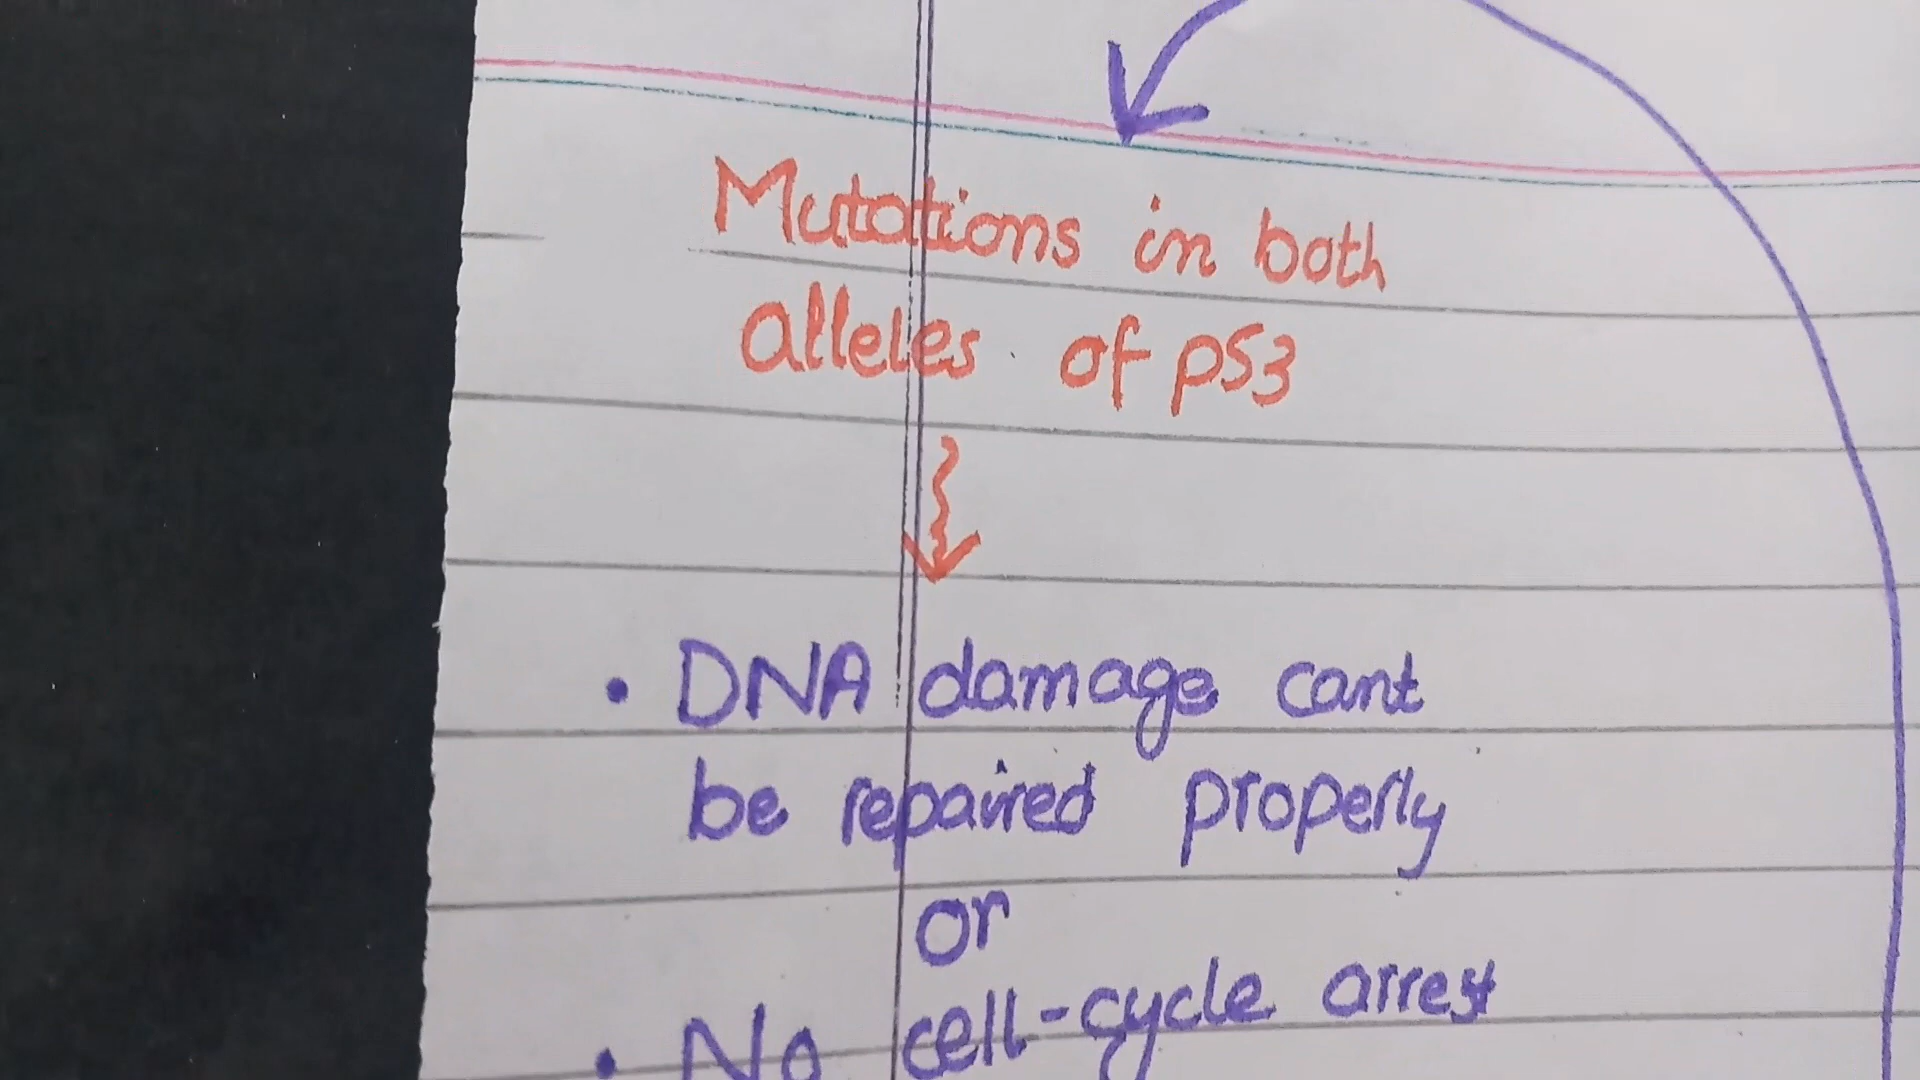 Mutations in both
alleles of p53
• DNA damage cant
be repaired properly
or
• No cell-cycle arrest